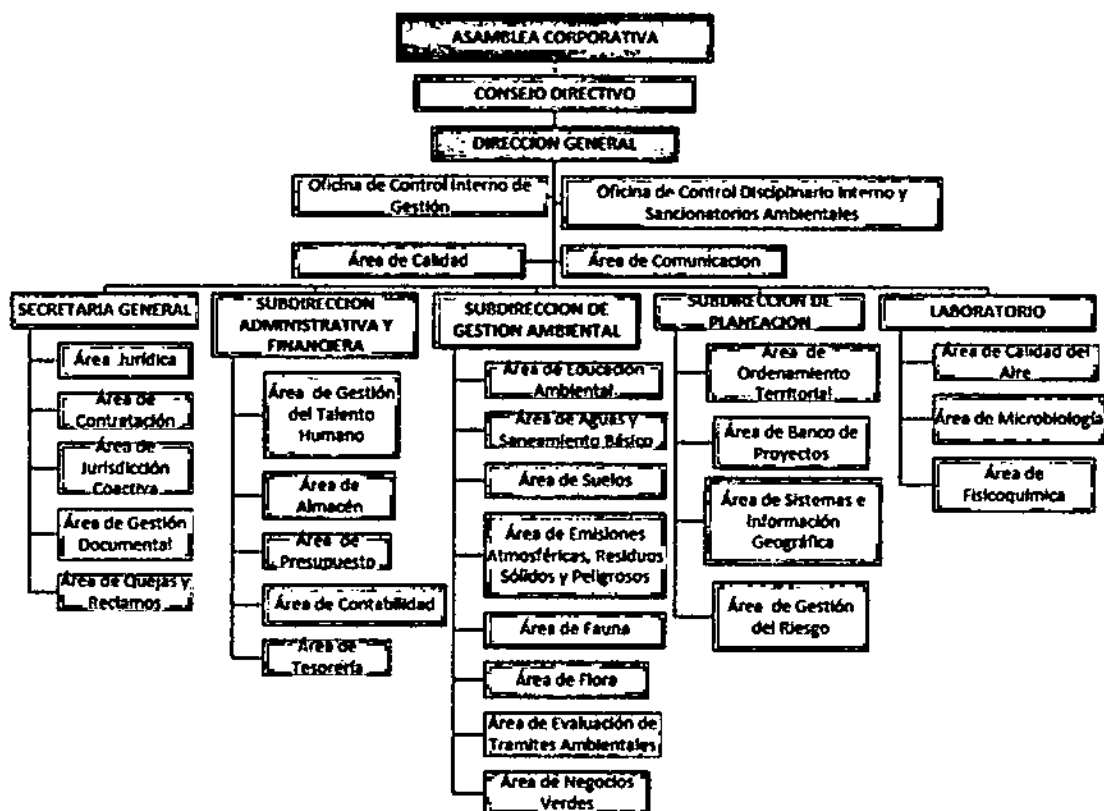 ASAMBLEA CORPORATIVA
CONSEJO DIRECTIVO
DIRECCION GENERAL
Oficina de Control Interno de
Gestión
Oficina de Control Disciplinario Interno y
Sancionatorios Ambientales
Área de Calidad
Área de Comunicacion
SECRETARIA GENERAL
Área Jurídica
Área de
Contratación
Área de
Jurisdicción
Coactiva
Área de Gestión
Documental
Área de Quejas y
Reclamos
SUBDIRECCION
ADMINISTRATIVA Y
FINANCIERA
Área de Gestión
del Talento
Humano
Área de
Almacén
Área de
Presupuesto
Área de Contabilidad
Área de
Tesorería
SUBDIRECCION DE
GESTION AMBIENTAL
Área de Educación
Ambiental
Área de Aguas y
Saneamiento Básico
Área de Suelos
Área de Emisiones
Atmosféricas, Residuos
Sólidos y Peligrosos
Área de Fauna
Área de Flora
Área de Evaluación de
Tramites Ambientales
Área de Negocios
Verdes
SUBDIRECCION DE
PLANEACION
Área de
Ordenamiento
Territorial
Área de Banco de
Proyectos
Área de Sistemas e
Información
Geográfica
Área de Gestión
del Riesgo
LABORATORIO
Área de Calidad del
Aire
Área de Microbiología
Área de
Fisicoquímica